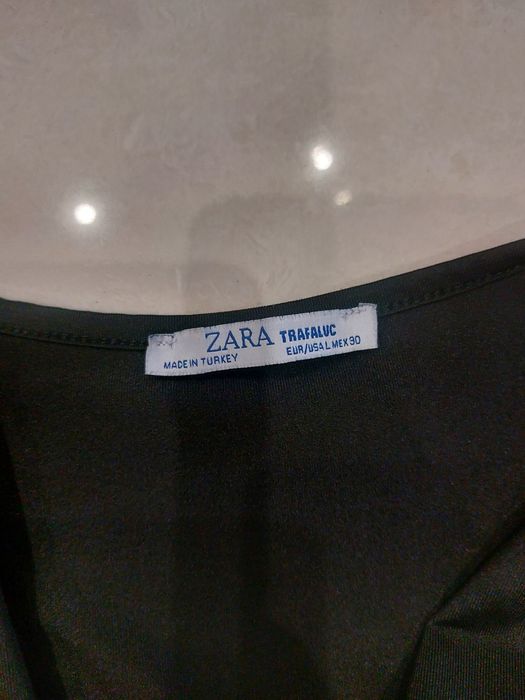 ZARA TRAFALUC
MADE IN TURKEY EUR/USA L MEX 30